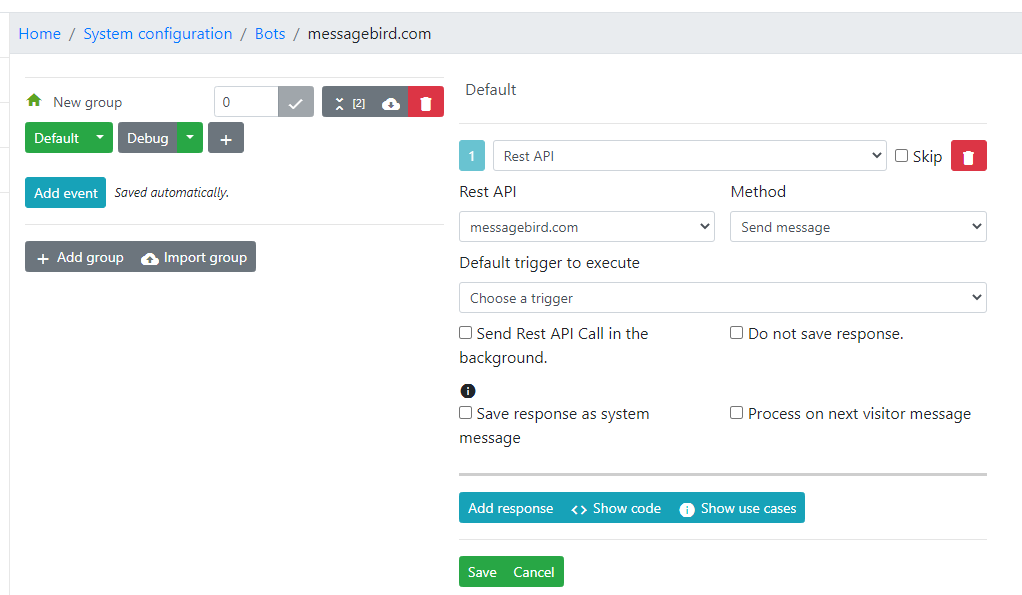 Home / System configuration / Bots / messagebird.com
New group 0 [2]
Default Debug
Add event Saved automatically.
Add group Import group
Default
1 Rest API Skip
Rest API Method
messagebird.com Send message
Default trigger to execute
Choose a trigger
Send Rest API Call in the Do not save response.
background.
Save response as system Process on next visitor message
message
Add response <> Show code Show use cases
Save Cancel